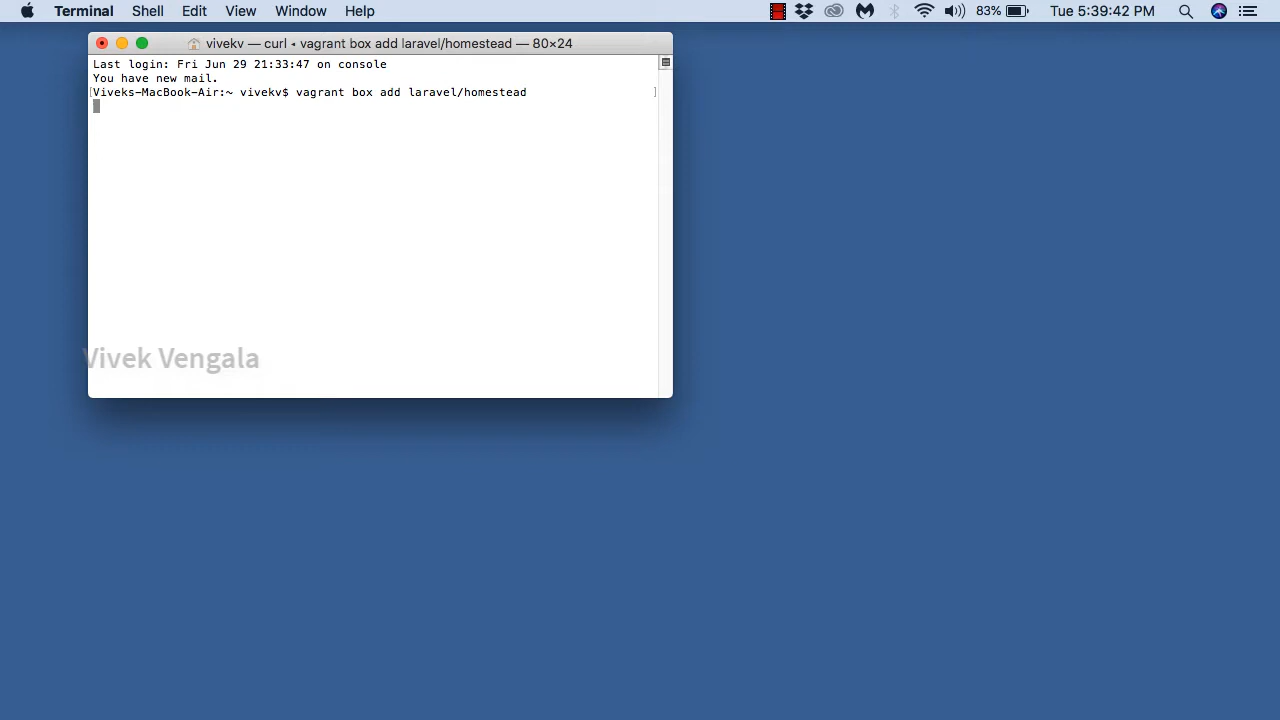 Terminal Shell Edit View Window Help 83% Tue 5:39:42 PM
vivekv — curl ◂ vagrant box add laravel/homestead — 80×24
Last login: Fri Jun 29 21:33:47 on console
You have new mail.
[Viveks-MacBook-Air:~ vivekv$ vagrant box add laravel/homestead ]
Vivek Vengala